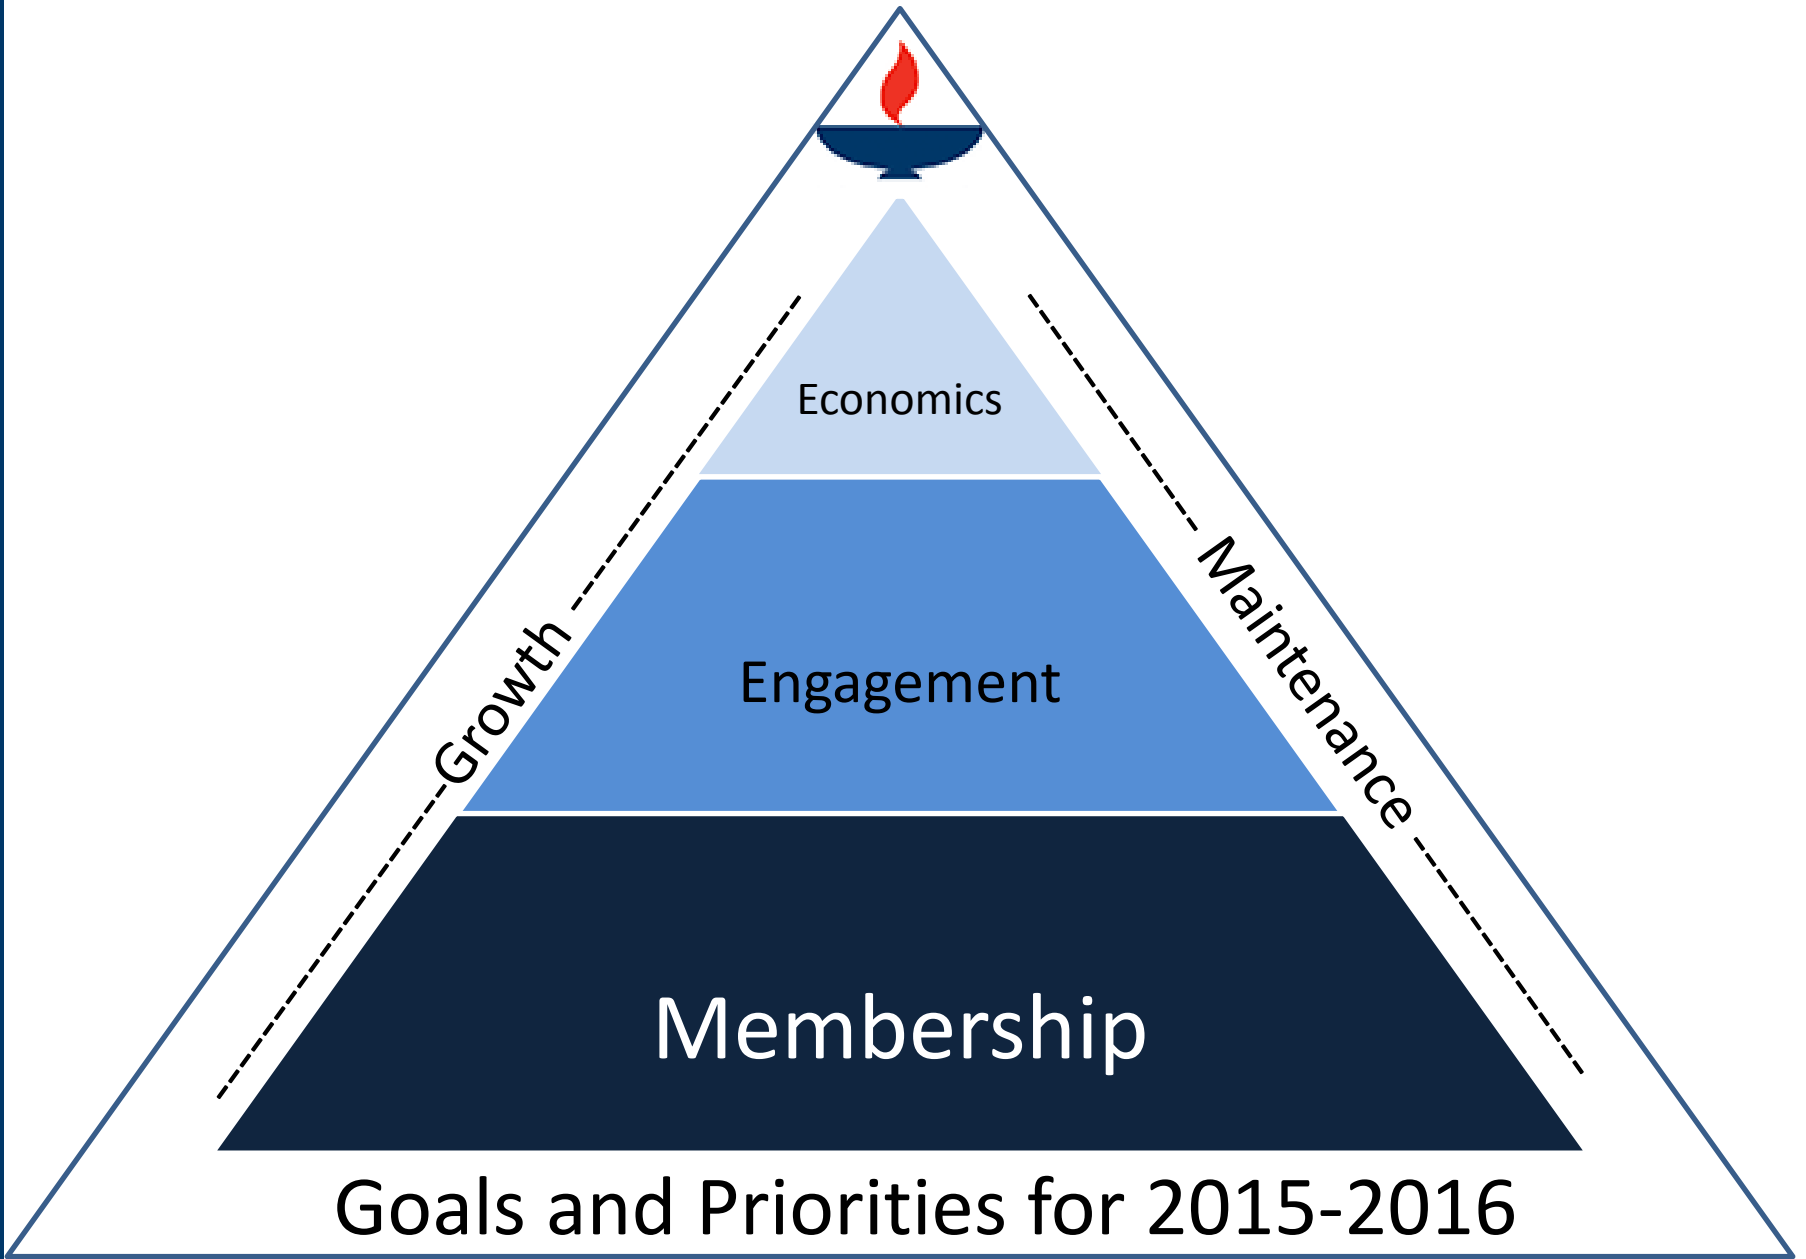 Economics
Engagement
Growth
Maintenance
Membership
Goals and Priorities for 2015-2016